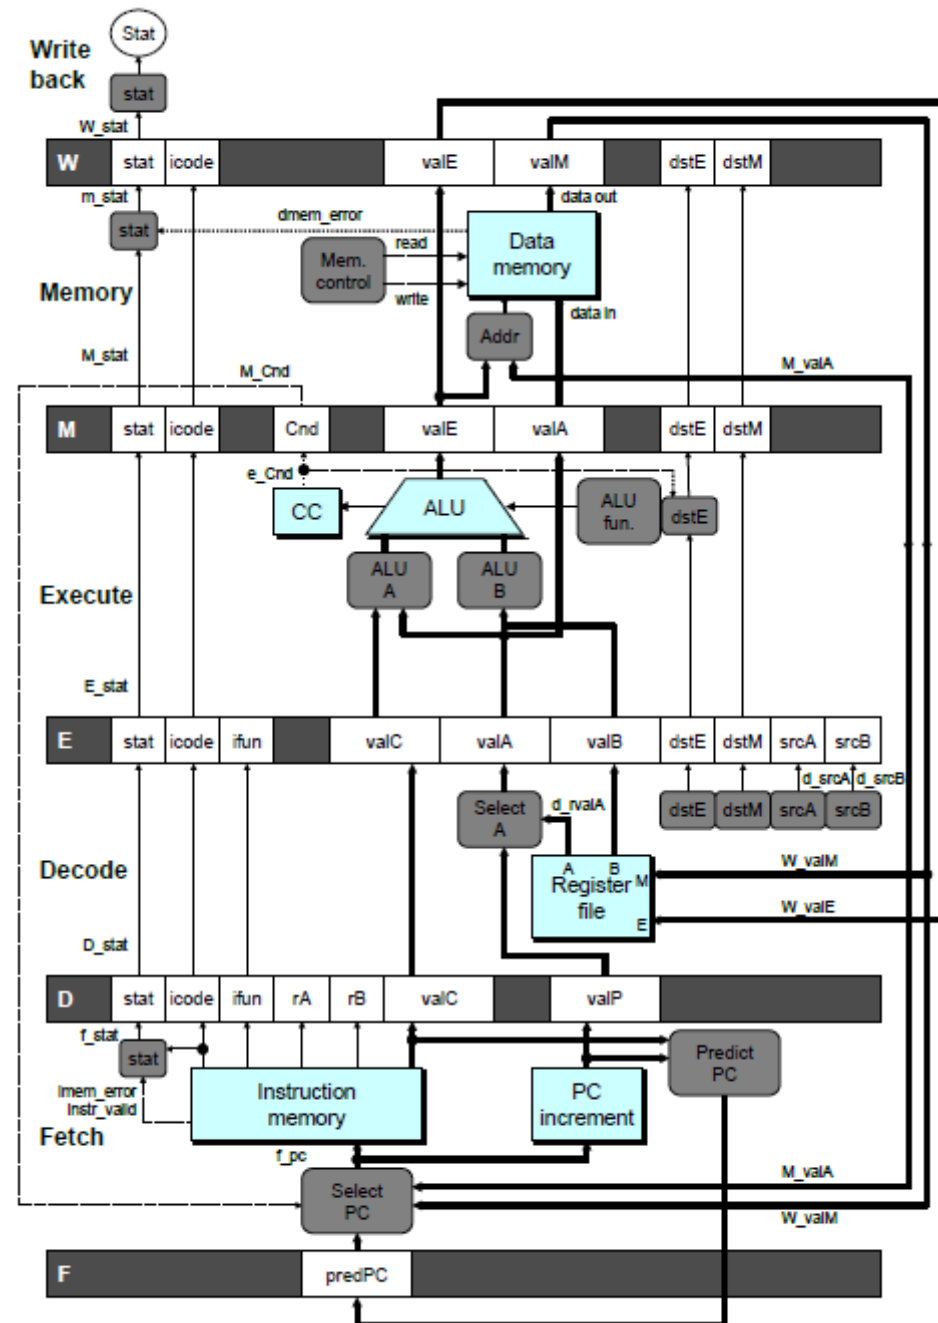 Stat
Write
back
stat
W_stat
W stat icode valE valM dstE dstM
m_stat
data out
dmem_error
stat
read
Data
memory
Mem.
control
Memory
write
data in
Addr
M_stat
M_valA
M_Cnd
M stat icode Cnd valE valA dstE dstM
e_Cnd
CC
ALU
ALU
fun.
dstE
ALU
A
ALU
B
Execute
E_stat
E stat icode ifun valC valA valB dstE dstM srcA srcB
d_srcA d_srcB
Select
A
d_rvalA
dstE dstM srcA srcB
A B
W_valM
Decode
Register
file
M
E
W_valE
D_stat
D stat icode ifun rA rB valC valP
f_stat
stat
Predict
PC
Imem_error
Instr_valid
Instruction
memory
PC
increment
Fetch
f_pc
M_valA
Select
PC
W_valM
F predPC